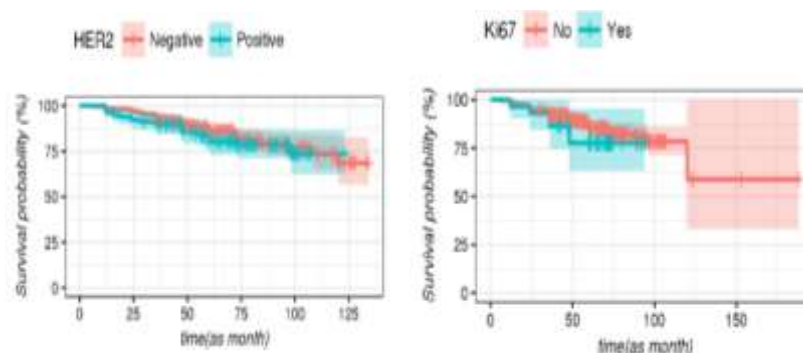 HER2 Negative Positive
Survival probability (%)
100
75
50
25
0
0 25 50 75 100 125
time(as month)
Ki67 No Yes
Survival probability (%)
100
75
50
25
0
0 50 100 150
time(as month)